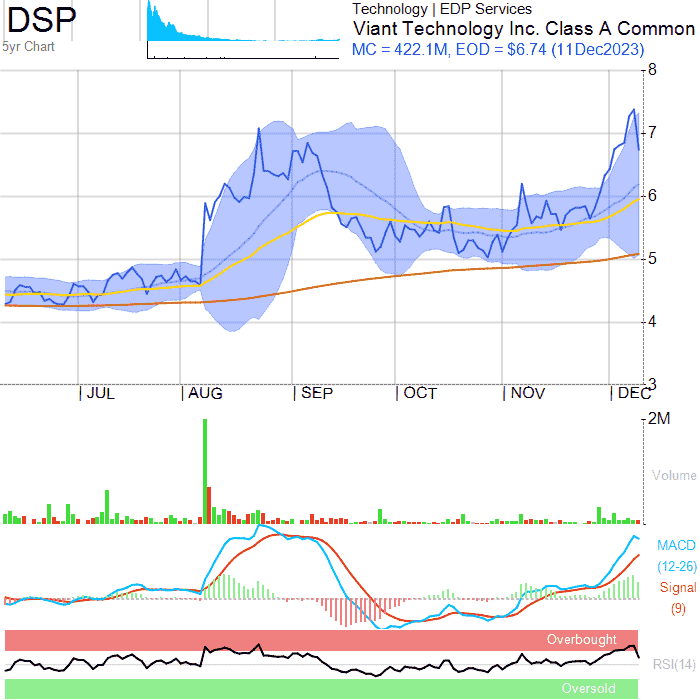 DSP
5yr Chart
Technology | EDP Services
Viant Technology Inc. Class A Common
MC = 422.1M, EOD = $6.74 (11Dec2023)
8
7
6
5
4
3
JUL AUG SEP OCT NOV DEC
2M
Volume
MACD
(12-26)
Signal
(9)
Overbought
RSI(14)
Oversold